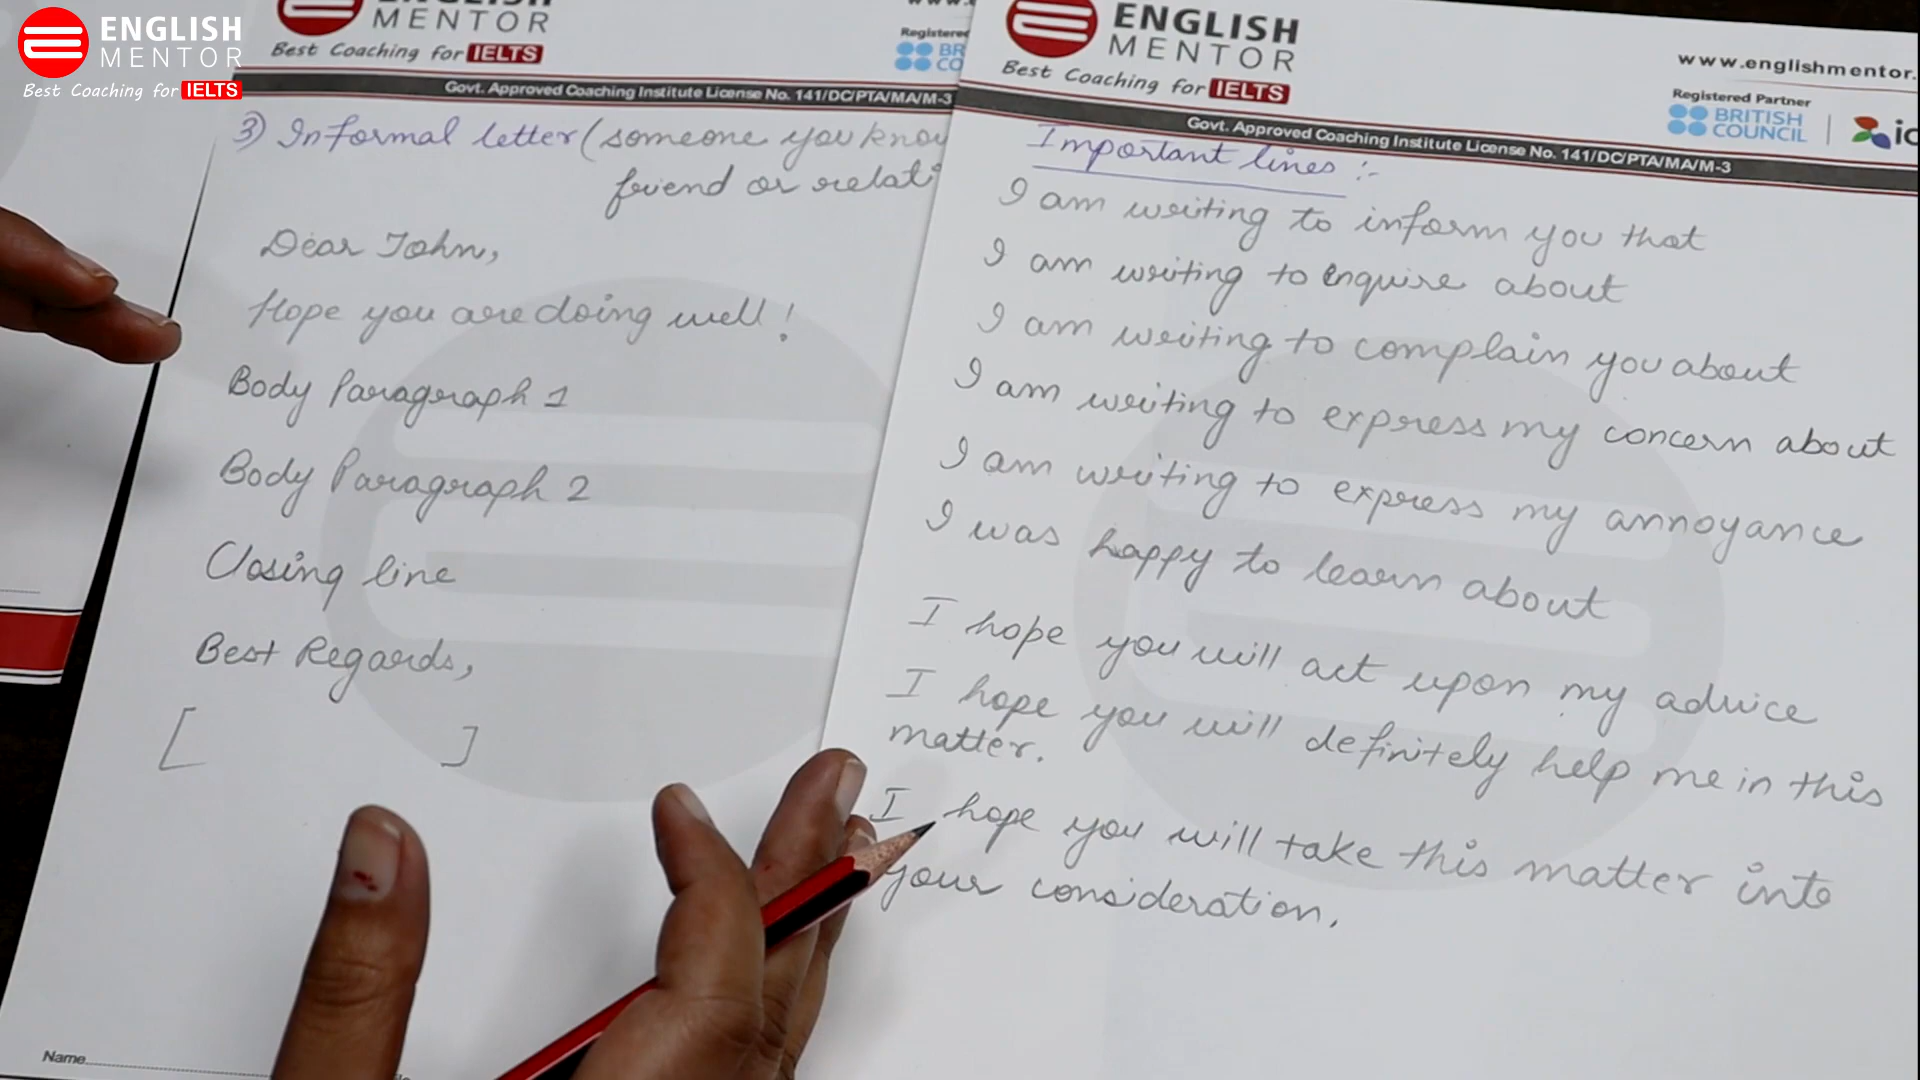 ENGLISH
MENTOR
Best Coaching for IELTS
ENGLISH
MENTOR
Best Coaching for IELTS
Registered
BR
CO
Govt. Approved Coaching Institute License No. 141/DC/PTA/MA/M-3
3) Informal letter (someone you know
friend or relati
Dear John,
Hope you are doing well!
Body Paragraph 1
Body Paragraph 2
Closing line
Best Regards,
[ ]
Name
ENGLISH
MENTOR
Best Coaching for IELTS
www.englishmentor.
Registered Partner
BRITISH
COUNCIL
Govt. Approved Coaching Institute License No. 141/DC/PTA/MA/M-3
Important lines :-
I am writing to inform you that
I am writing to enquire about
I am writing to complain you about
I am writing to express my concern about
I am writing to express my annoyance
I was happy to learn about
I hope you will act upon my advice
I hope you will definitely help me in this
matter.
I hope you will take this matter into
your consideration.